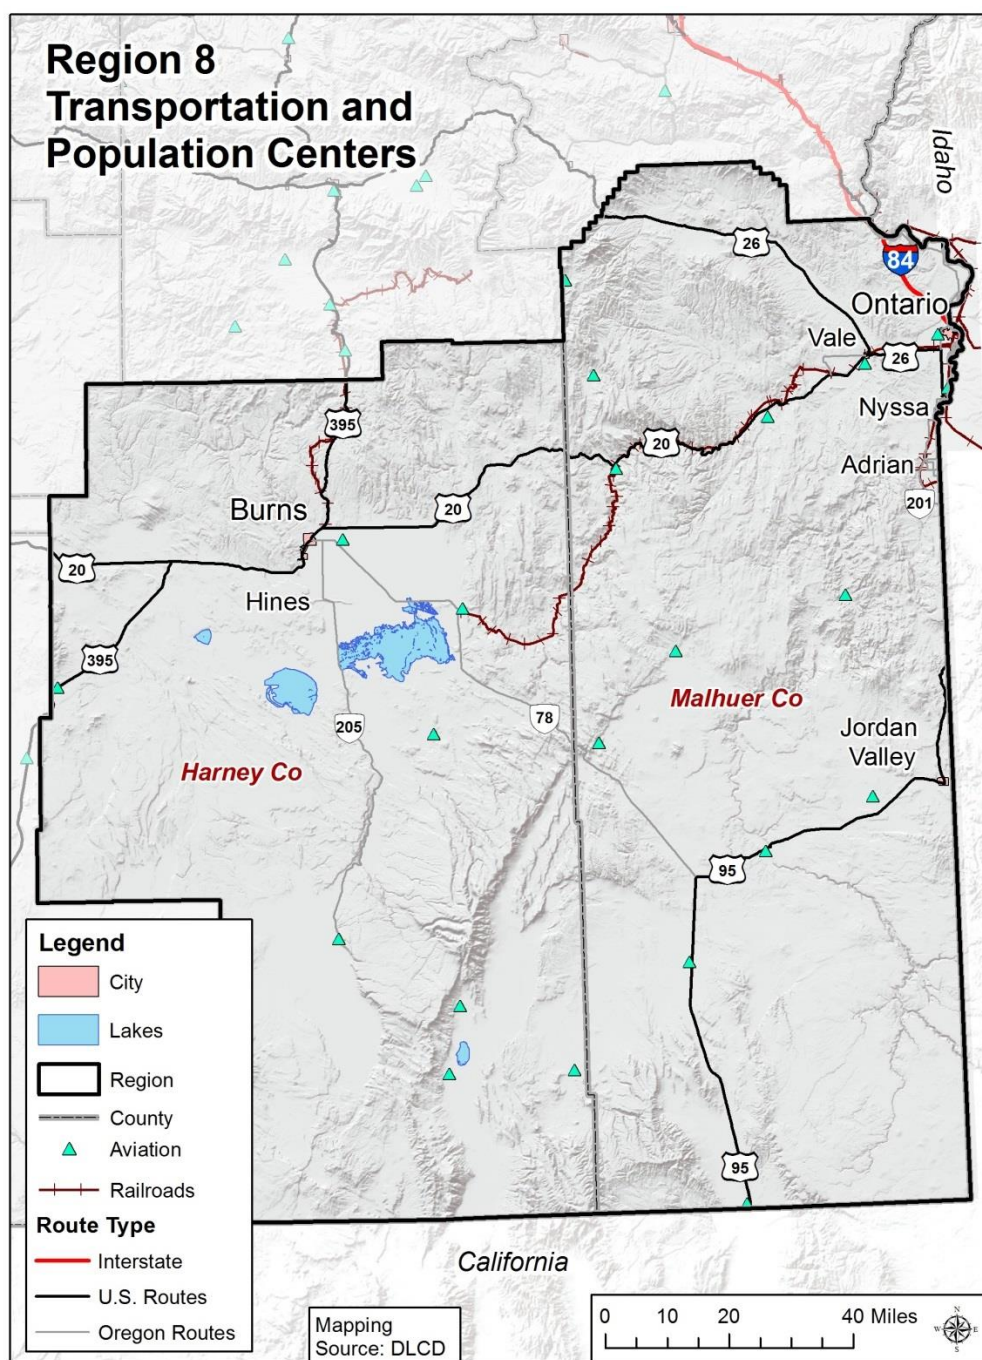 Region 8
Transportation and
Population Centers
Idaho
26
84
Ontario
Vale
26
Nyssa
395
20
Adrian
201
Burns
20
20
Hines
395
Malhuer Co
Jordan
Valley
205
78
Harney Co
95
95
Legend
City
Lakes
Region
County
Aviation
Railroads
Route Type
Interstate
U.S. Routes
Oregon Routes
California
Mapping
Source: DLCD
0 10 20 40 Miles
N
W E
S